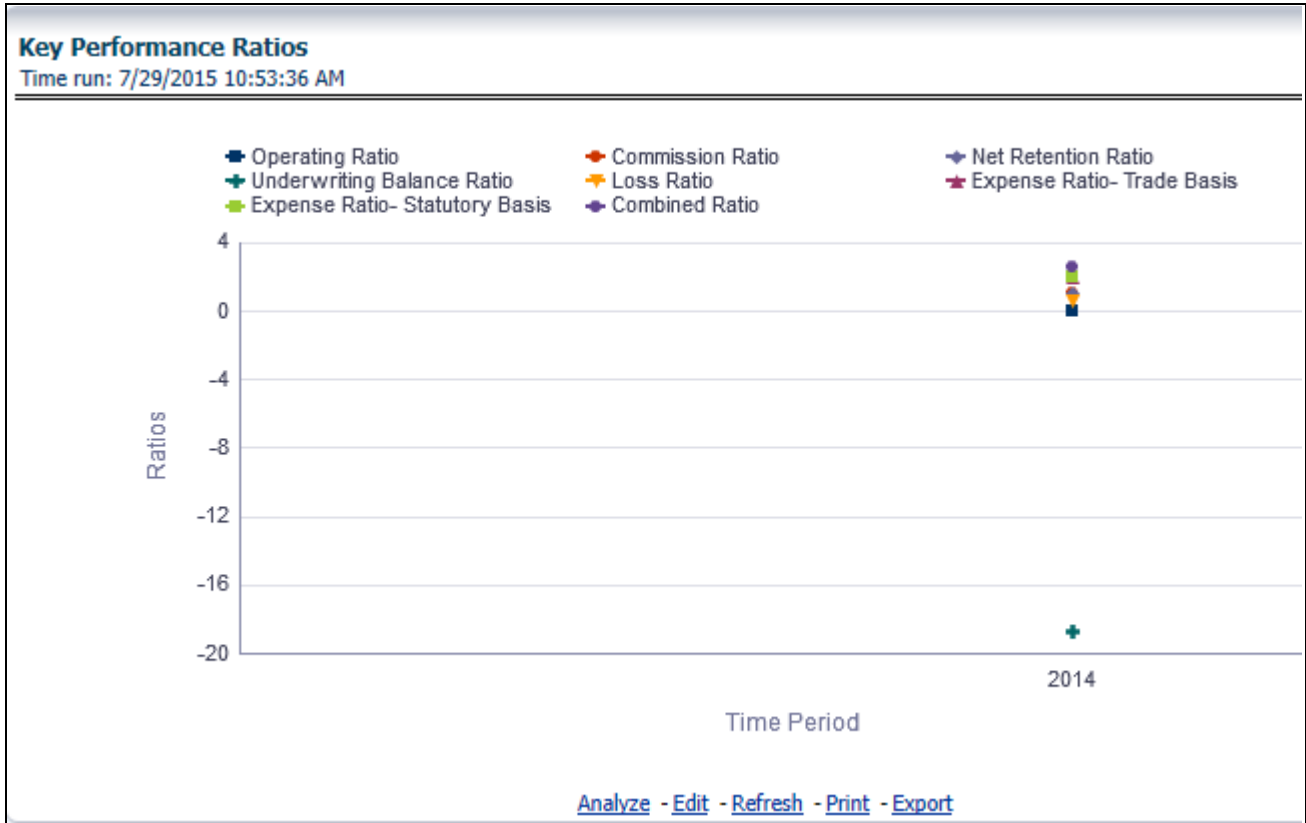 Key Performance Ratios
Time run: 7/29/2015 10:53:36 AM
Operating Ratio Commission Ratio Net Retention Ratio
Underwriting Balance Ratio Loss Ratio Expense Ratio- Trade Basis
Expense Ratio- Statutory Basis Combined Ratio
4
0
-4
-8
-12
-16
-20
Ratios
2014
Time Period
Analyze - Edit - Refresh - Print - Export